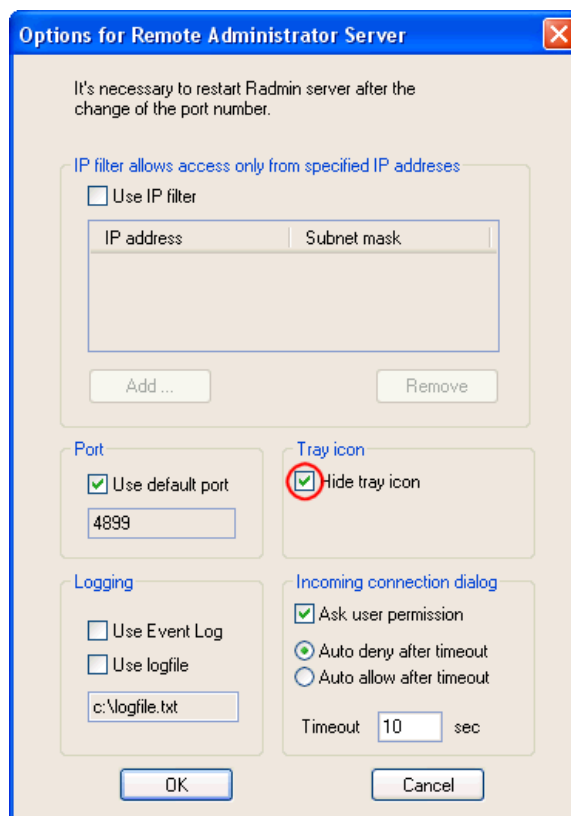 Options for Remote Administrator Server
It's necessary to restart Radmin server after the
change of the port number.
IP filter allows access only from specified IP addreses
Use IP filter
IP address Subnet mask
Add ... Remove
Port
Use default port
4899
Tray icon
Hide tray icon
Logging
Use Event Log
Use logfile
c:\logfile.txt
Incoming connection dialog
Ask user permission
Auto deny after timeout
Auto allow after timeout
Timeout 10 sec
OK Cancel